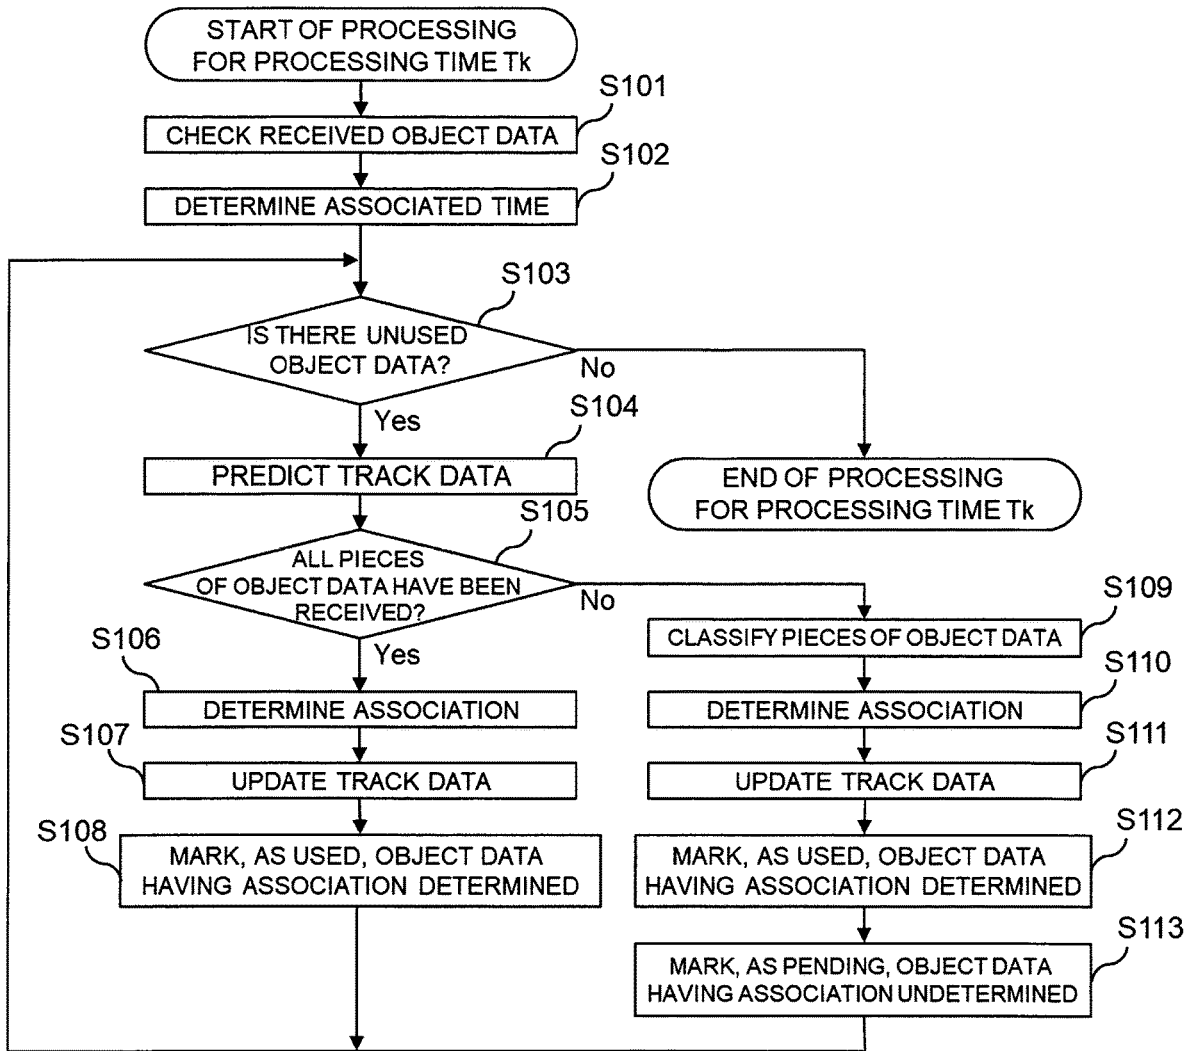 START OF PROCESSING
FOR PROCESSING TIME Tk
S101
CHECK RECEIVED OBJECT DATA
S102
DETERMINE ASSOCIATED TIME
S103
IS THERE UNUSED
OBJECT DATA?
No
Yes
S104
PREDICT TRACK DATA
END OF PROCESSING
FOR PROCESSING TIME Tk
S105
ALL PIECES
OF OBJECT DATA HAVE BEEN
RECEIVED?
No
Yes
S106
DETERMINE ASSOCIATION
S107
UPDATE TRACK DATA
S108
MARK, AS USED, OBJECT DATA
HAVING ASSOCIATION DETERMINED
S109
CLASSIFY PIECES OF OBJECT DATA
S110
DETERMINE ASSOCIATION
S111
UPDATE TRACK DATA
S112
MARK, AS USED, OBJECT DATA
HAVING ASSOCIATION DETERMINED
S113
MARK, AS PENDING, OBJECT DATA
HAVING ASSOCIATION UNDETERMINED